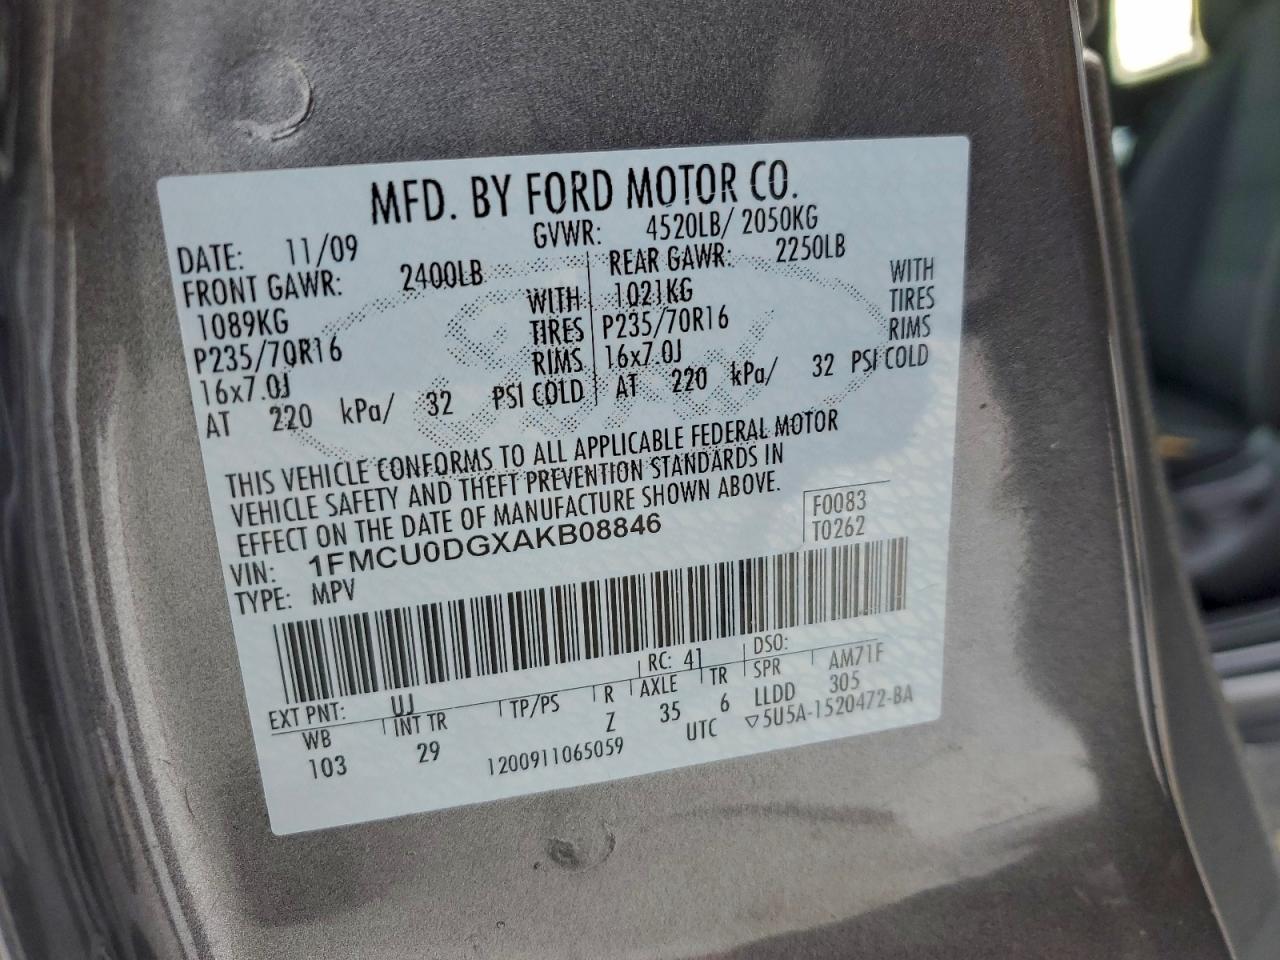 MFD. BY FORD MOTOR CO.
DATE: 11/09 GVWR: 4520LB/ 2050KG
FRONT GAWR: 2400LB REAR GAWR: 2250LB
1089KG WITH 1021KG WITH
P235/70R16 TIRES P235/70R16 TIRES
16x7.0J RIMS 16x7.0J RIMS
AT 220 kPa/ 32 PSI COLD AT 220 kPa/ 32 PSI COLD
THIS VEHICLE CONFORMS TO ALL APPLICABLE FEDERAL MOTOR
VEHICLE SAFETY AND THEFT PREVENTION STANDARDS IN
EFFECT ON THE DATE OF MANUFACTURE SHOWN ABOVE.
VIN: 1FMCU0DGXAKB08846 F0083
TYPE: MPV T0262
EXT PNT: UJ RC: 41 DSO:
WB INT TR TP/PS R AXLE TR SPR AM71F
103 29 Z 35 6 LLDD 305
1200911065059 UTC ▽5U5A-1520472-BA